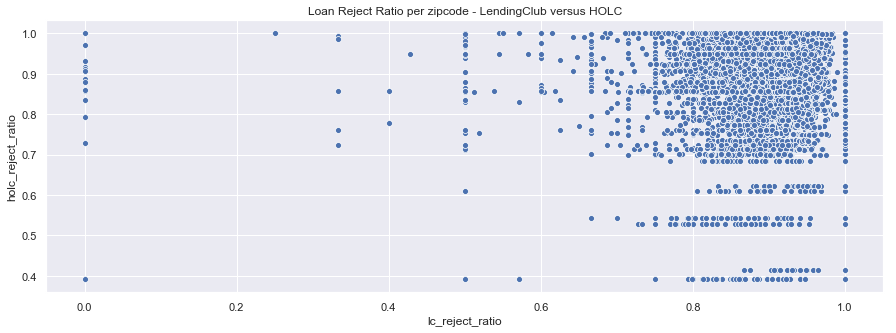 Loan Reject Ratio per zipcode - LendingClub versus HOLC
1.0
0.9
0.8
0.7
0.6
0.5
0.4
holc_reject_ratio
0.0 0.2 0.4 0.6 0.8 1.0
lc_reject_ratio